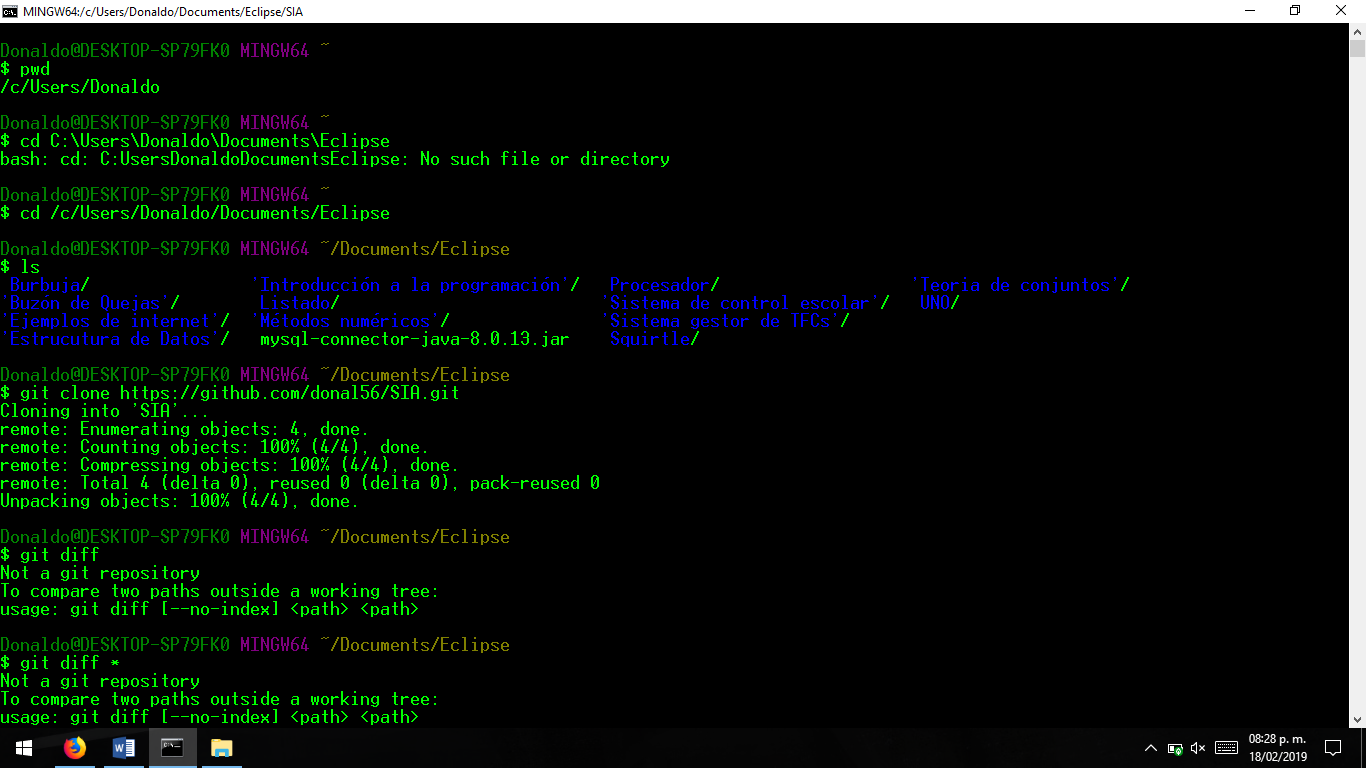 MINGW64:/c/Users/Donaldo/Documents/Eclipse/SIA
Donaldo@DESKTOP-SP79FK0 MINGW64 ~
$ pwd
/c/Users/Donaldo
Donaldo@DESKTOP-SP79FK0 MINGW64 ~
$ cd C:\Users\Donaldo\Documents\Eclipse
bash: cd: C:UsersDonaldoDocumentsEclipse: No such file or directory
Donaldo@DESKTOP-SP79FK0 MINGW64 ~
$ cd /c/Users/Donaldo/Documents/Eclipse
Donaldo@DESKTOP-SP79FK0 MINGW64 ~/Documents/Eclipse
$ ls
Burbuja/ 'Introducción a la programación'/ Procesador/ 'Teoria de conjuntos'/
'Buzón de Quejas'/ Listado/ 'Sistema de control escolar'/ UNO/
'Ejemplos de internet'/ 'Métodos numéricos'/ 'Sistema gestor de TFCs'/
'Estrucutura de Datos'/ mysql-connector-java-8.0.13.jar Squirtle/
Donaldo@DESKTOP-SP79FK0 MINGW64 ~/Documents/Eclipse
$ git clone https://github.com/donal56/SIA.git
Cloning into 'SIA'...
remote: Enumerating objects: 4, done.
remote: Counting objects: 100% (4/4), done.
remote: Compressing objects: 100% (4/4), done.
remote: Total 4 (delta 0), reused 0 (delta 0), pack-reused 0
Unpacking objects: 100% (4/4), done.
Donaldo@DESKTOP-SP79FK0 MINGW64 ~/Documents/Eclipse
$ git diff
Not a git repository
To compare two paths outside a working tree:
usage: git diff [--no-index] <path> <path>
Donaldo@DESKTOP-SP79FK0 MINGW64 ~/Documents/Eclipse
$ git diff *
Not a git repository
To compare two paths outside a working tree:
usage: git diff [--no-index] <path> <path>
08:28 p. m.
18/02/2019